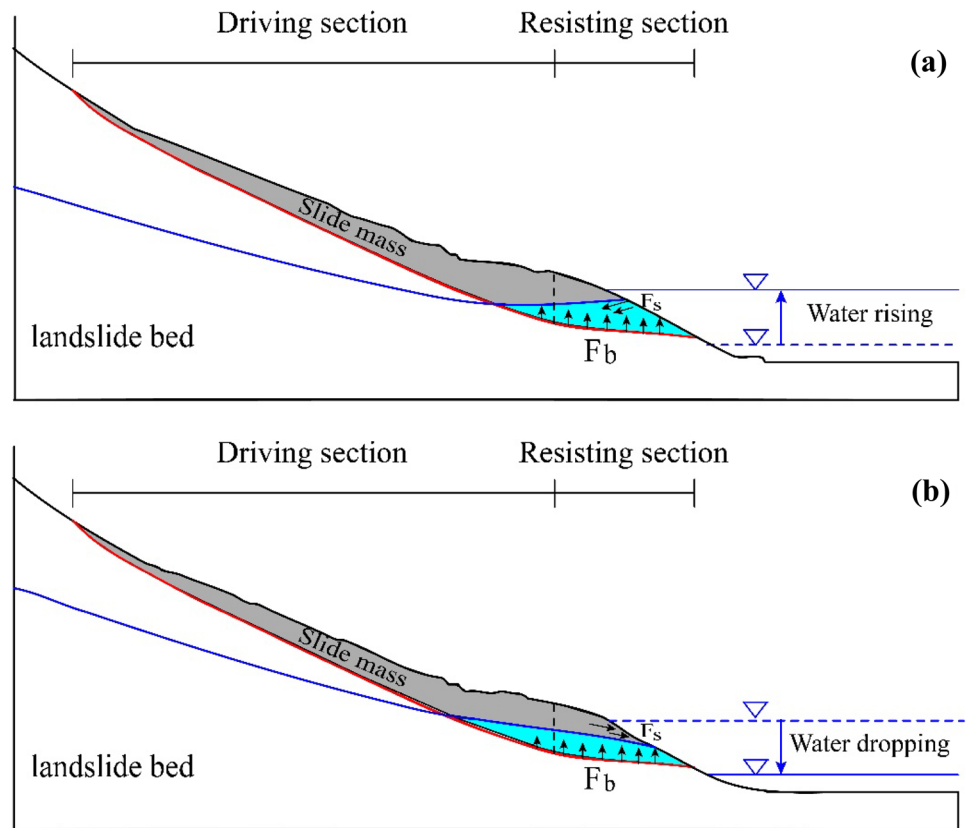 Driving section Resisting section
(a)
Slide mass
Fs
Water rising
landslide bed
Fb
Driving section Resisting section
(b)
Slide mass
Fs
Water dropping
landslide bed
Fb